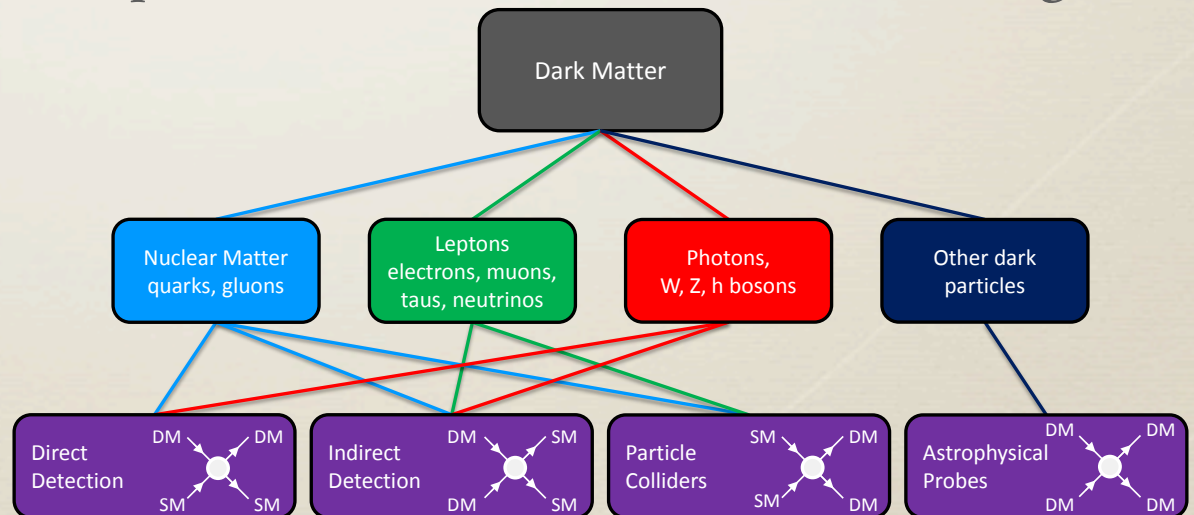 Dark Matter
Nuclear Matter
quarks, gluons
Leptons
electrons, muons,
taus, neutrinos
Photons,
W, Z, h bosons
Other dark
particles
Direct
Detection
DM DM
SM SM
Indirect
Detection
DM SM
DM SM
Particle
Colliders
SM DM
SM DM
Astrophysical
Probes
DM DM
DM DM